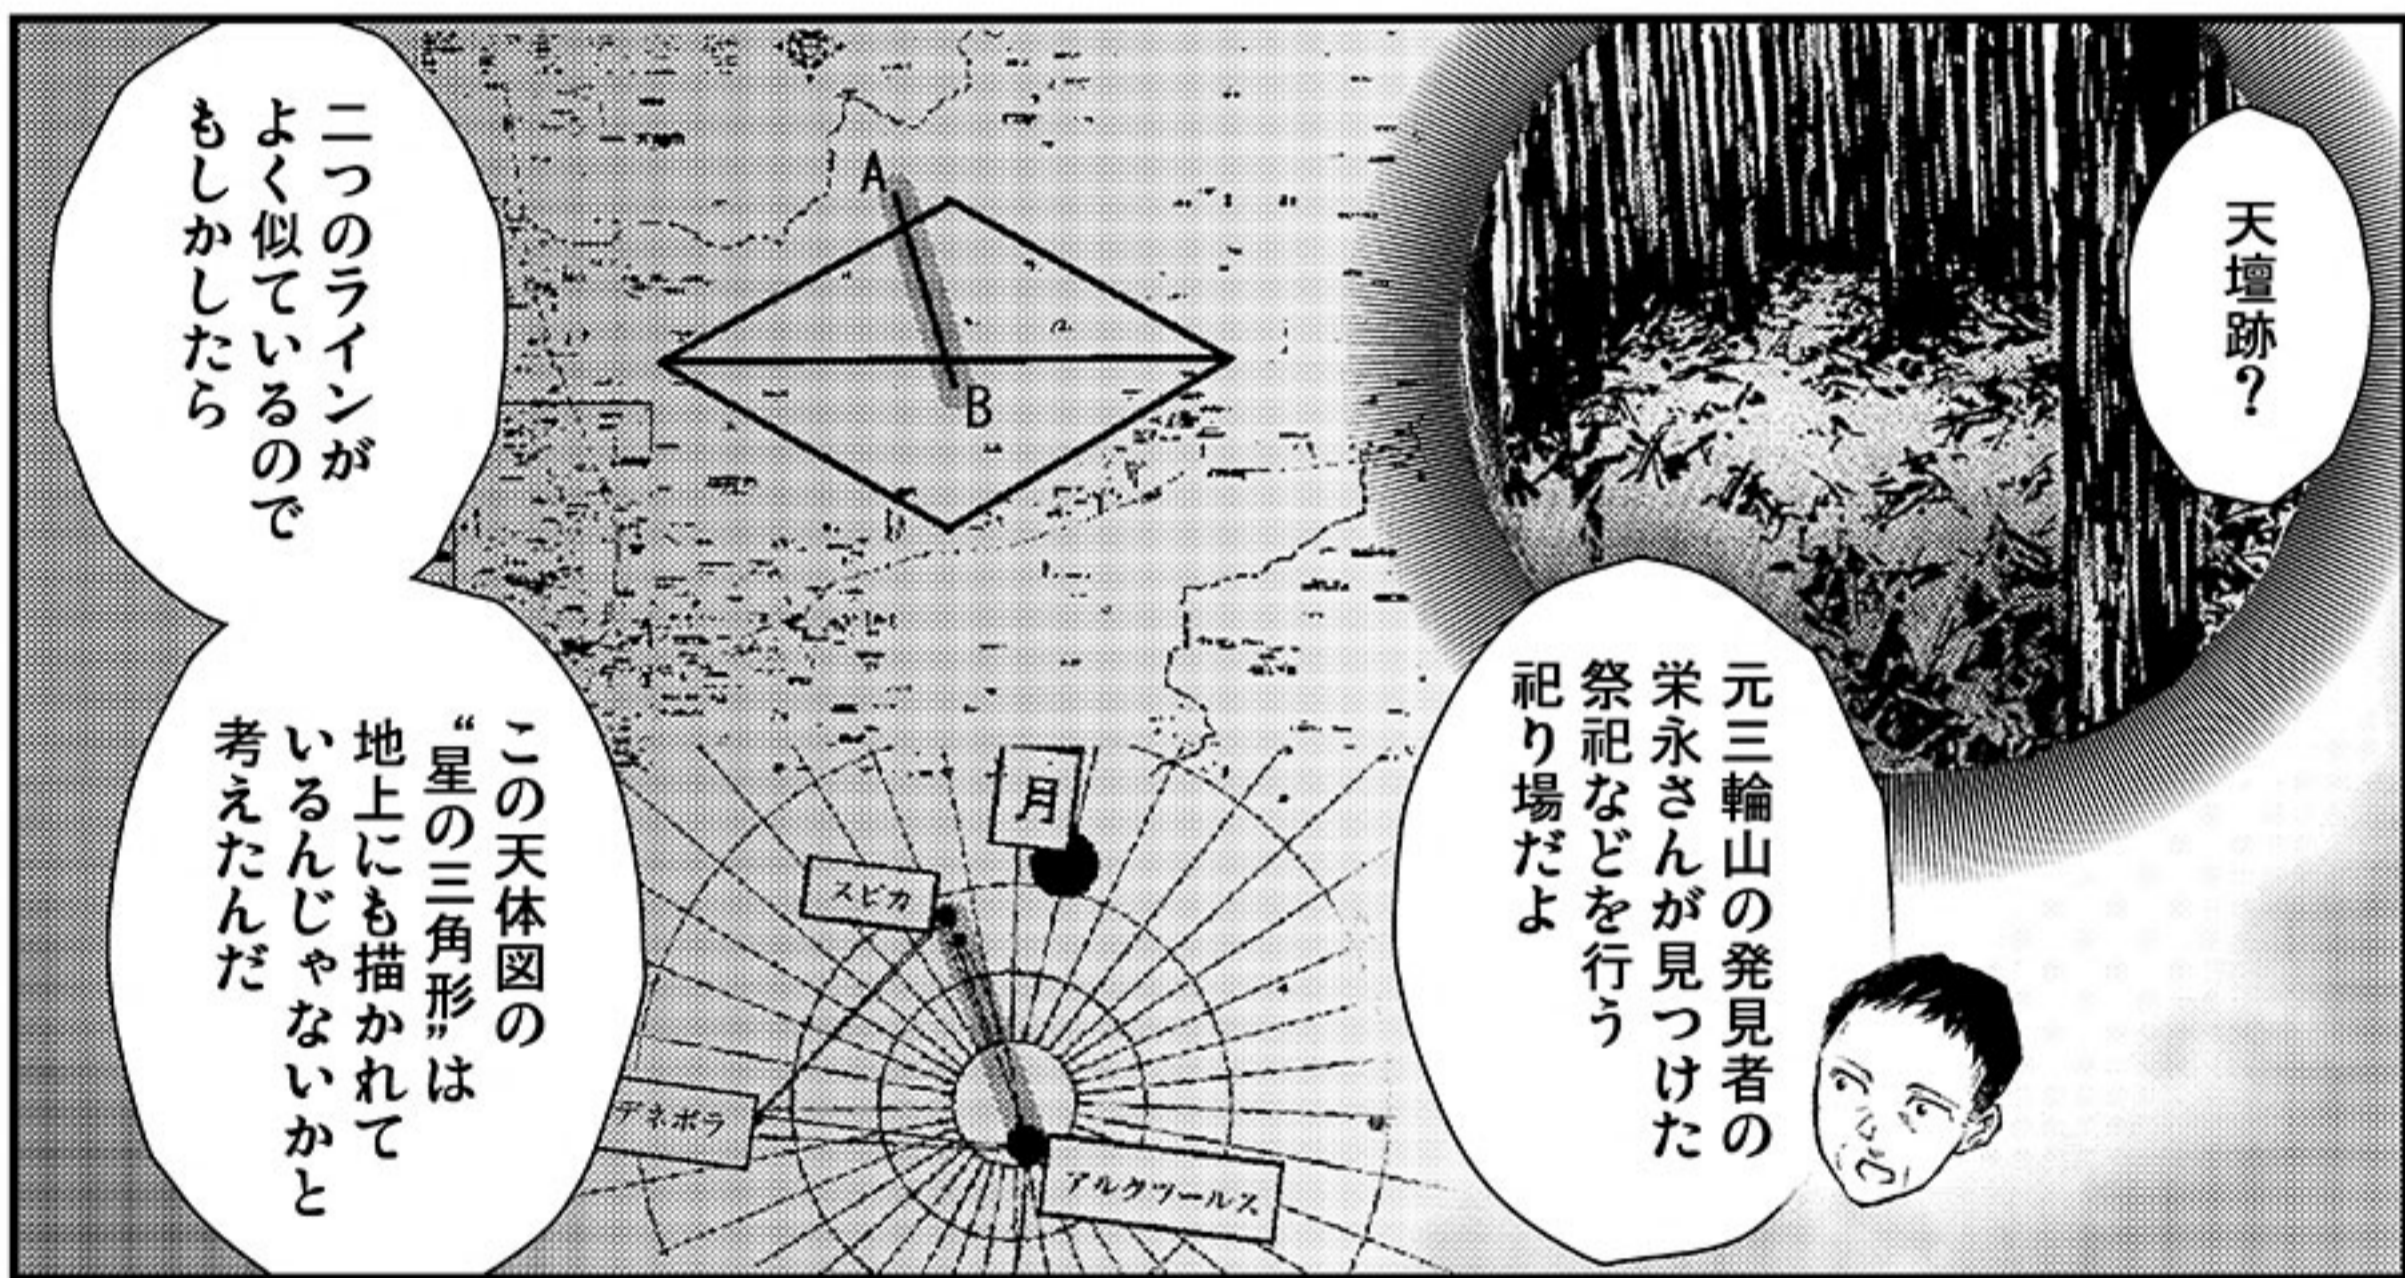 天壇跡？
元三輪山の発見者の
栄永さんが見つけた
祭祀などを行う
祀り場だよ
A
B
月
スピカ
デネボラ
アルクツールス
二つのラインが
よく似ているので
もしかしたら
この天体図の
“星の三角形”は
地上にも描かれて
いるんじゃないかと
考えたんだ